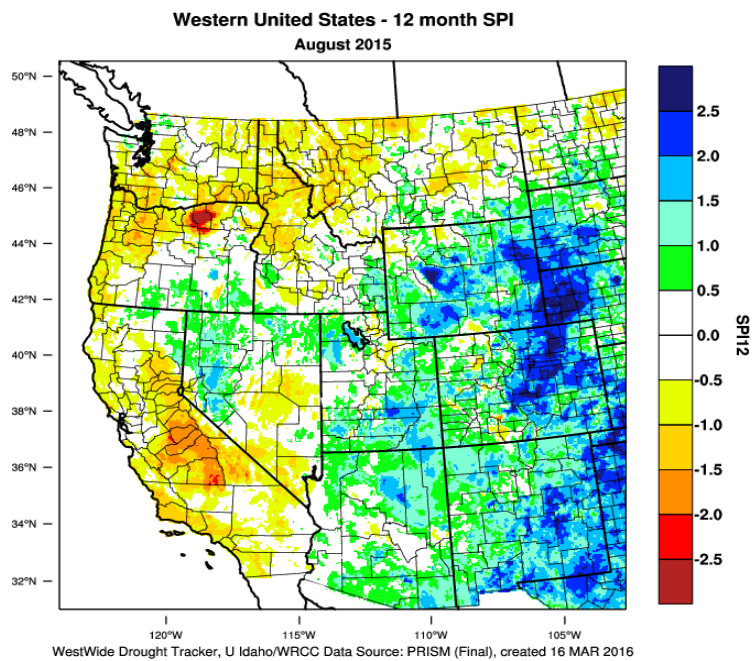 Western United States - 12 month SPI
August 2015
50°N
48°N
46°N
44°N
42°N
40°N
38°N
36°N
34°N
32°N
120°W
115°W
110°W
105°W
2.5
2.0
1.5
1.0
0.5
0.0
-0.5
-1.0
-1.5
-2.0
-2.5
SPI12
WestWide Drought Tracker, U Idaho/WRCC Data Source: PRISM (Final), created 16 MAR 2016